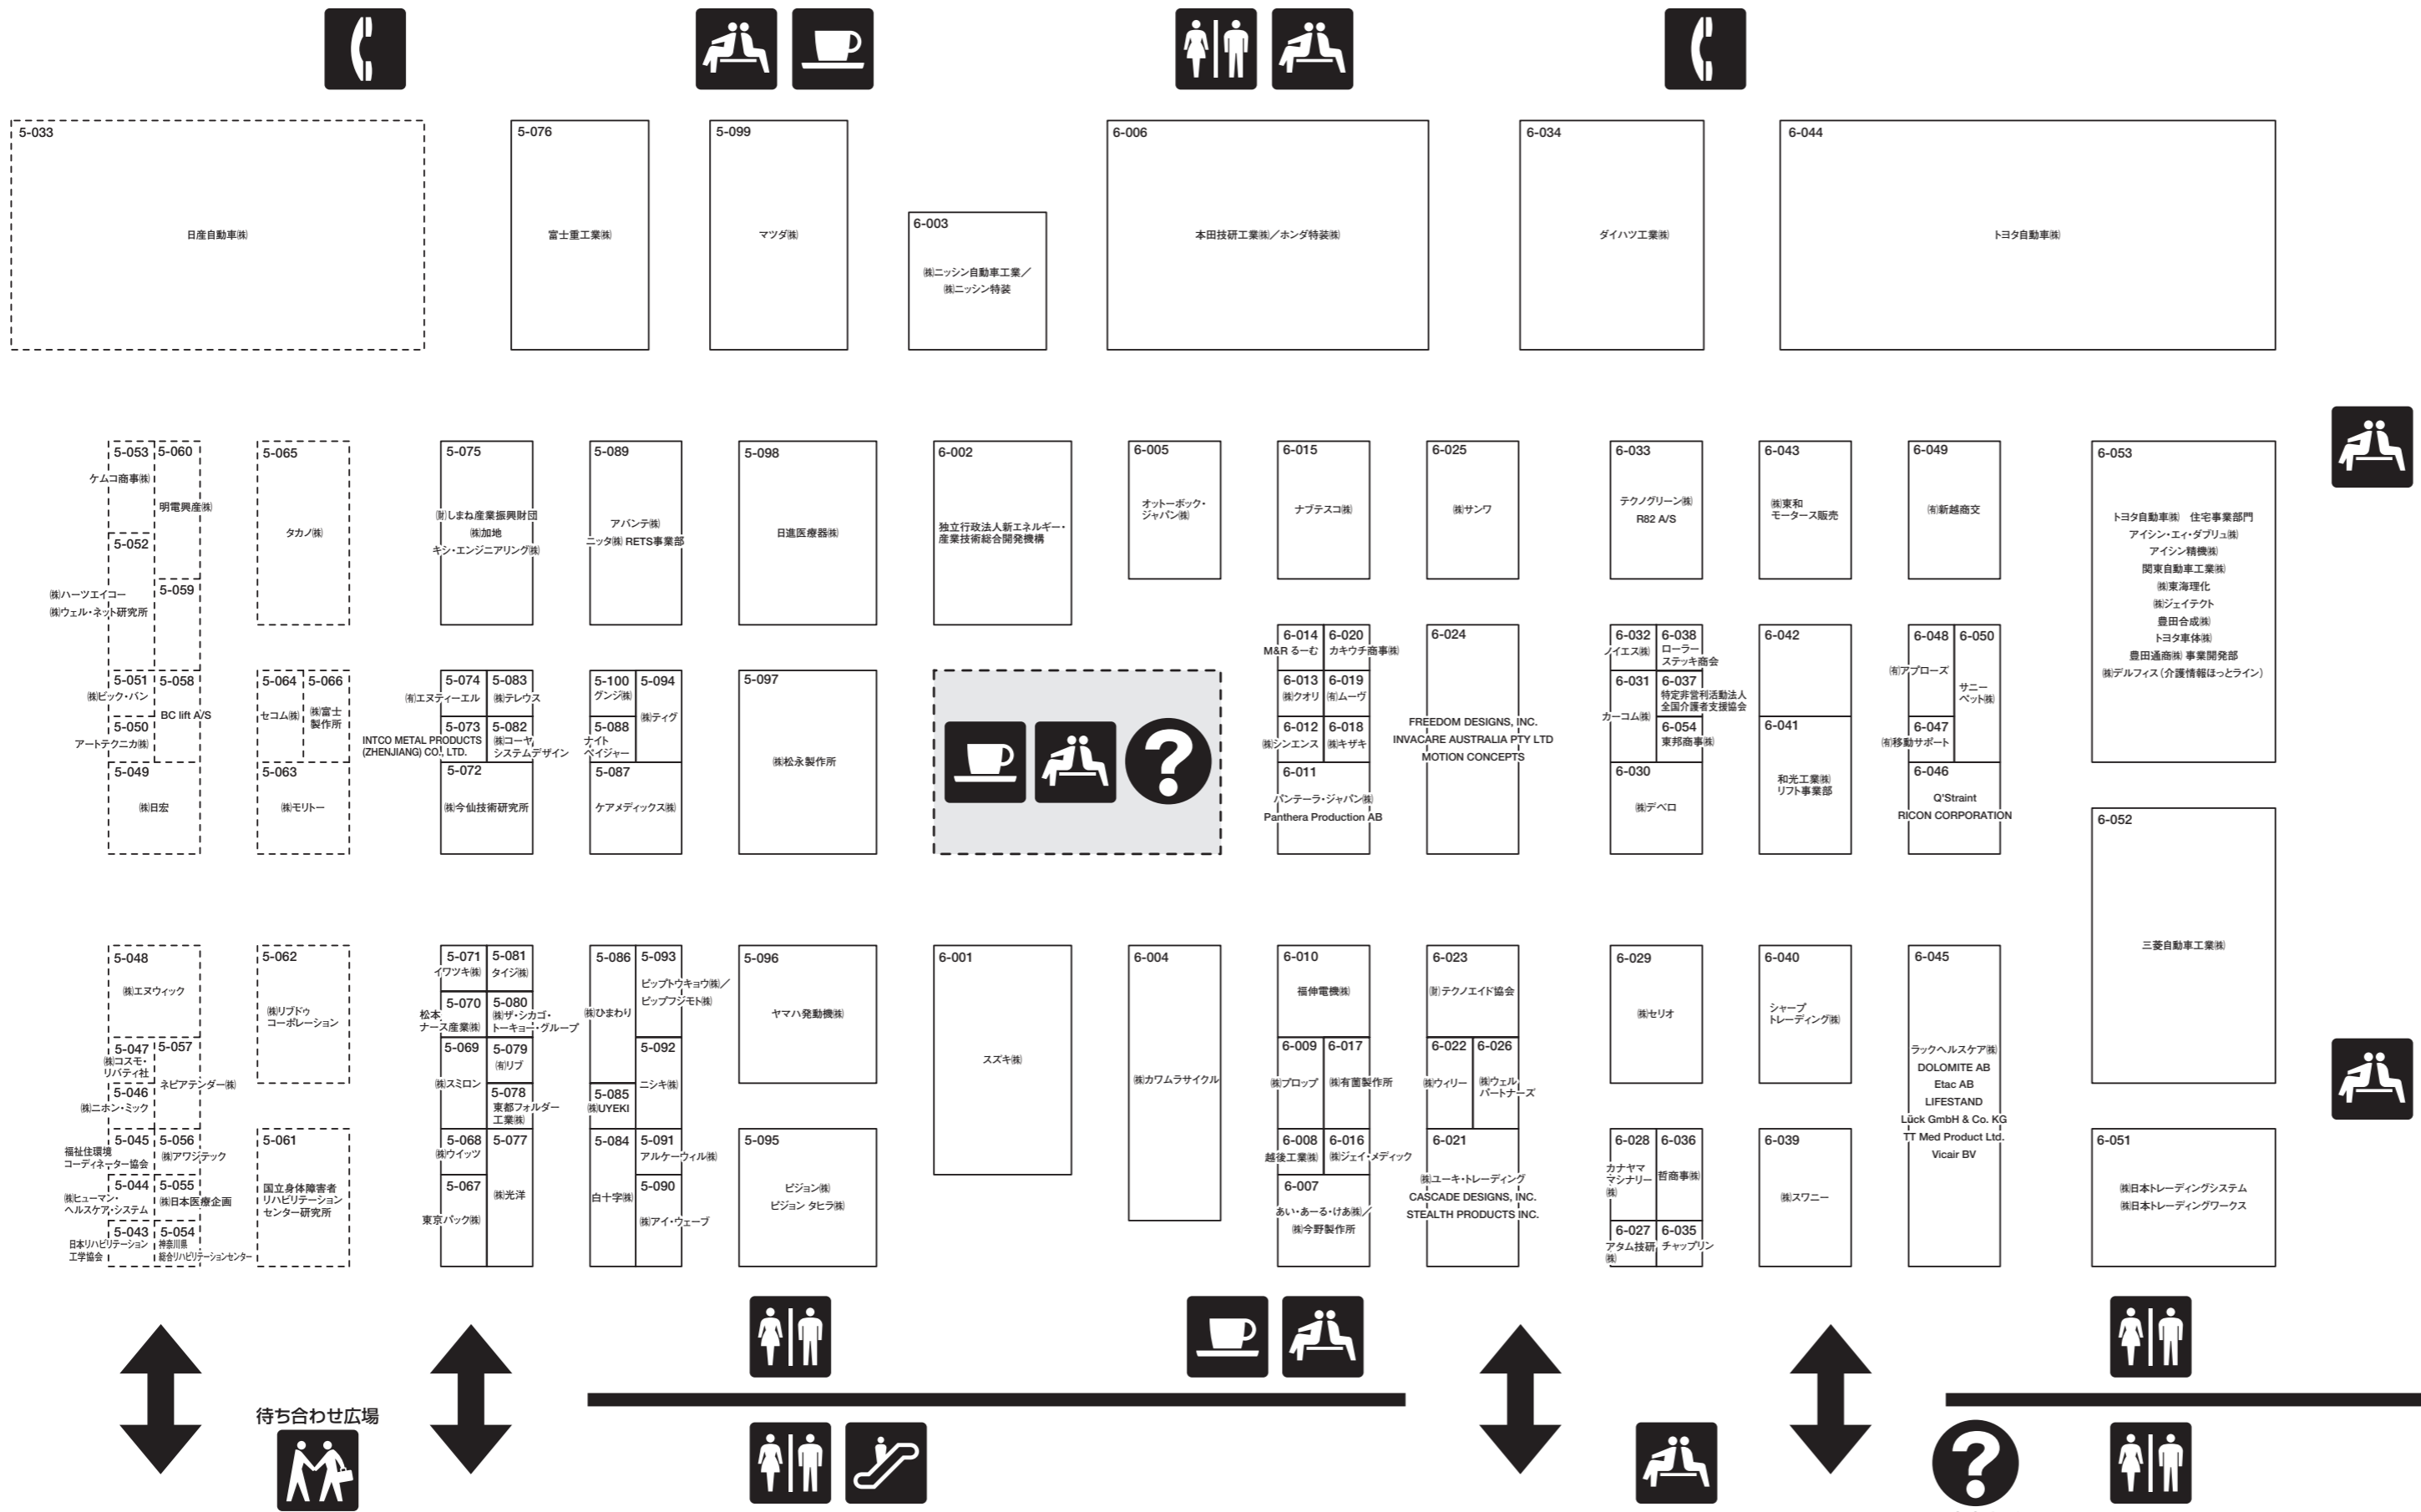 5-033
日産自動車㈱
5-076
富士重工業㈱
5-099
マツダ㈱
6-003
㈱ニッシン自動車工業／
㈱ニッシン特装
6-006
本田技研工業㈱／ホンダ特装㈱
6-034
ダイハツ工業㈱
6-044
トヨタ自動車㈱
5-053
ケムコ商事㈱
5-060
明電興産㈱
5-052
㈱ハーツエイコー
㈱ウェル・ネット研究所
5-059
5-051
㈱ビック・バン
5-058
BC lift A/S
5-050
アートテクニカ㈱
5-049
㈱日宏
5-065
タカノ㈱
5-064
セコム㈱
5-066
㈱富士
製作所
5-063
㈱モリトー
5-075
㈶しまね産業振興財団
㈱加地
キシ・エンジニアリング㈱
5-074
㈲エヌティーエル
5-083
㈱テレウス
5-073
INTCO METAL PRODUCTS
(ZHENJIANG) CO., LTD.
5-082
㈱コーヤ
システムデザイン
5-072
㈱今仙技術研究所
5-089
アバンテ㈱
ニッタ㈱ RETS事業部
5-100
グンジ㈱
5-094
㈱ティグ
5-088
ナイト
ペイジャー
5-087
ケアメディックス㈱
5-098
日進医療器㈱
5-097
㈱松永製作所
6-002
独立行政法人新エネルギー・
産業技術総合開発機構
6-005
オットーボック・
ジャパン㈱
6-015
ナブテスコ㈱
6-014
M&R るーむ
6-020
カキウチ商事㈱
6-013
㈱クオリ
6-019
㈲ムーヴ
6-012
㈱シンエンス
6-018
㈱キザキ
6-011
パンテーラ・ジャパン㈱
Panthera Production AB
6-025
㈱サンワ
6-024
FREEDOM DESIGNS, INC.
INVACARE AUSTRALIA PTY LTD
MOTION CONCEPTS
6-033
テクノグリーン㈱
R82 A/S
6-032
ノイエス㈱
6-038
ローラー
ステッキ商会
6-031
カーコム㈱
6-037
特定非営利活動法人
全国介護者支援協会
6-054
東邦商事㈱
6-030
㈱デベロ
6-043
㈱東和
モータース販売
6-042
6-041
和光工業㈱
リフト事業部
6-049
㈲新越商文
6-048
㈲アプローズ
6-050
サニー
ペット㈱
6-047
㈲移動サポート
6-046
Q'Straint
RICON CORPORATION
6-053
トヨタ自動車㈱　住宅事業部門
アイシン・エィ・ダブリュ㈱
アイシン精機㈱
関東自動車工業㈱
㈱東海理化
㈱ジェイテクト
豊田合成㈱
トヨタ車体㈱
豊田通商㈱ 事業開発部
㈱デルフィス（介護情報ほっとライン）
6-052
三菱自動車工業㈱
5-048
㈱エヌウィック
5-047
㈱コスモ・
リバティ社
5-057
ネピアテンダー㈱
5-046
㈱ニホン・ミック
5-045
福祉住環境
コーディネーター協会
5-056
㈱アワジテック
5-044
㈱ヒューマン・
ヘルスケア・システム
5-055
㈱日本医療企画
5-043
日本リハビリテーション
工学協会
5-054
神奈川県
総合リハビリテーションセンター
5-062
㈱リブドゥ
コーポレーション
5-061
国立身体障害者
リハビリテーション
センター研究所
5-071
イワツキ㈱
5-081
タイジ㈱
5-070
松本
ナース産業㈱
5-080
㈱ザ・シカゴ・
トーキョー・グループ
5-069
㈱スミロン
5-079
㈲リブ
5-078
東都フォルダー
工業㈱
5-068
㈱ウイッツ
5-077
㈱光洋
5-067
東京パック㈱
5-086
㈱ひまわり
5-093
ピップトウキョウ㈱／
ピップフジモト㈱
5-092
ニシキ㈱
5-085
㈱UYEKI
5-084
白十字㈱
5-091
アルケーウィル㈱
5-090
㈱アイ・ウェーブ
5-096
ヤマハ発動機㈱
5-095
ピジョン㈱
ピジョン タヒラ㈱
6-001
スズキ㈱
6-004
㈱カワムラサイクル
6-010
福伸電機㈱
6-009
㈱プロップ
6-017
㈱有薗製作所
6-008
越後工業㈱
6-016
㈱ジェイ・メディック
6-007
あい・あーる・けあ㈱／
㈱今野製作所
6-023
㈶テクノエイド協会
6-022
㈱ウィリー
6-026
㈱ウェル
パートナーズ
6-021
㈱ユーキ・トレーディング
CASCADE DESIGNS, INC.
STEALTH PRODUCTS INC.
6-029
㈱セリオ
6-028
カナヤマ
マシナリー
㈱
6-036
哲商事㈱
6-027
アタム技研
㈱
6-035
チャップリン
6-040
シャープ
トレーディング㈱
6-039
㈱スワニー
6-045
ラックヘルスケア㈱
DOLOMITE AB
Etac AB
LIFESTAND
Lück GmbH & Co. KG
TT Med Product Ltd.
Vicair BV
6-051
㈱日本トレーディングシステム
㈱日本トレーディングワークス
待ち合わせ広場